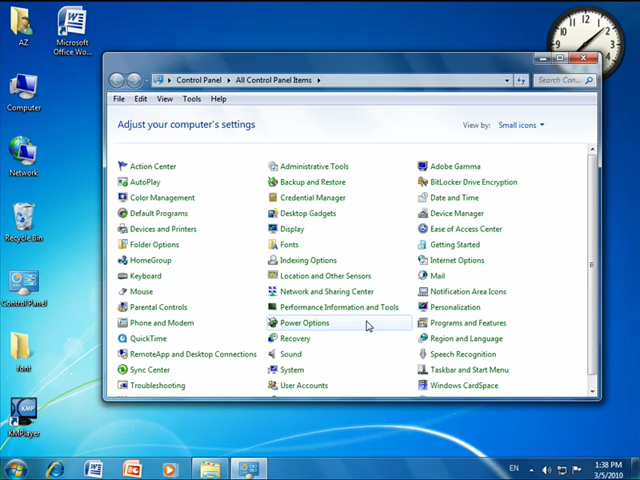 AZ
Microsoft
Office Wo...
Computer
Network
Recycle Bin
Control Panel
font
KMP
KMPlayer
Control Panel
All Control Panel Items
Search Con...
File Edit View Tools Help
Adjust your computer's settings
View by: Small icons
Action Center
Administrative Tools
Adobe Gamma
AutoPlay
Backup and Restore
BitLocker Drive Encryption
Color Management
Credential Manager
Date and Time
Default Programs
Desktop Gadgets
Device Manager
Devices and Printers
Display
Ease of Access Center
Folder Options
Fonts
Getting Started
HomeGroup
Indexing Options
Internet Options
Keyboard
Location and Other Sensors
Mail
Mouse
Network and Sharing Center
Notification Area Icons
Parental Controls
Performance Information and Tools
Personalization
Phone and Modem
Power Options
Programs and Features
QuickTime
Recovery
Region and Language
RemoteApp and Desktop Connections
Sound
Speech Recognition
Sync Center
System
Taskbar and Start Menu
Troubleshooting
User Accounts
Windows CardSpace
EN
1:38 PM
3/5/2010